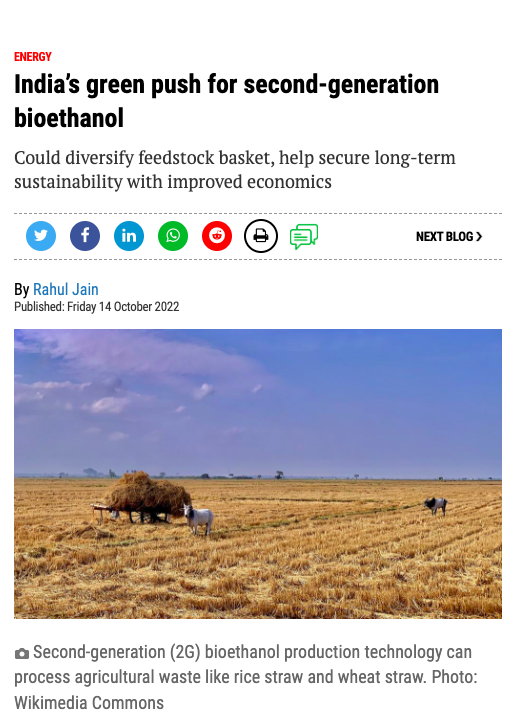 ENERGY
India’s green push for second-generation
bioethanol
Could diversify feedstock basket, help secure long-term
sustainability with improved economics
NEXT BLOG ❯
By Rahul Jain
Published: Friday 14 October 2022
Second-generation (2G) bioethanol production technology can
process agricultural waste like rice straw and wheat straw. Photo:
Wikimedia Commons